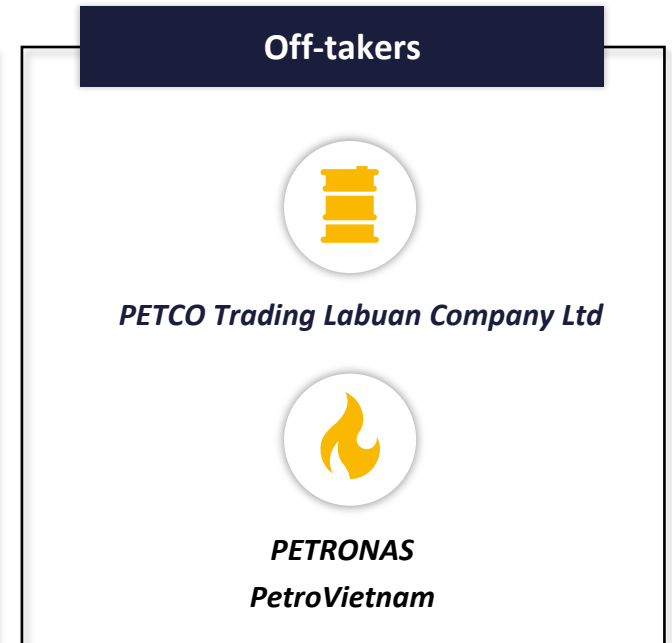 Off-takers
PETCO Trading Labuan Company Ltd
PETRONAS
PetroVietnam